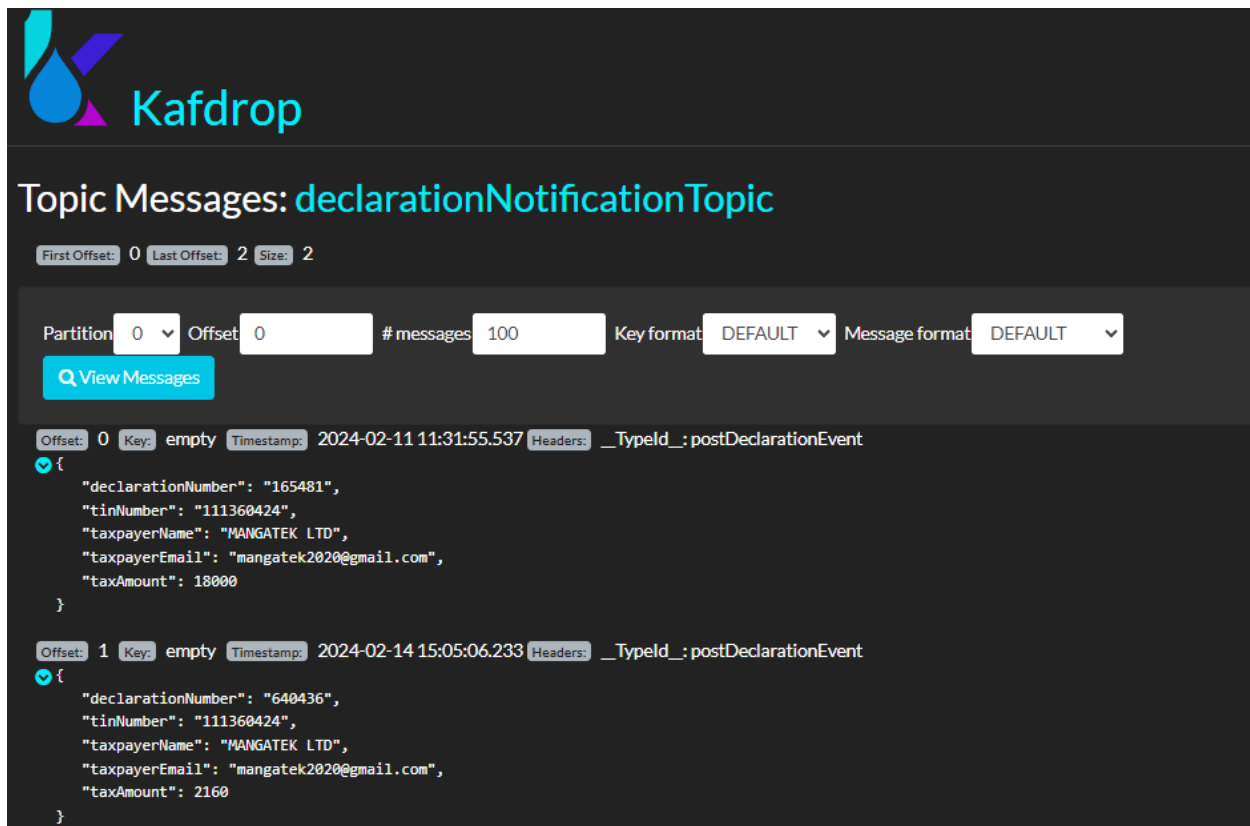 Kafdrop
Topic Messages: declarationNotificationTopic
First Offset: 0 Last Offset: 2 Size: 2
Partition 0 Offset 0 # messages 100 Key format DEFAULT Message format DEFAULT
View Messages
Offset: 0 Key: empty Timestamp: 2024-02-11 11:31:55.537 Headers: __TypeId__: postDeclarationEvent
{
"declarationNumber": "165481",
"tinNumber": "111360424",
"taxpayerName": "MANGATEK LTD",
"taxpayerEmail": "mangatek2020@gmail.com",
"taxAmount": 18000
}
Offset: 1 Key: empty Timestamp: 2024-02-14 15:05:06.233 Headers: __TypeId__: postDeclarationEvent
{
"declarationNumber": "640436",
"tinNumber": "111360424",
"taxpayerName": "MANGATEK LTD",
"taxpayerEmail": "mangatek2020@gmail.com",
"taxAmount": 2160
}